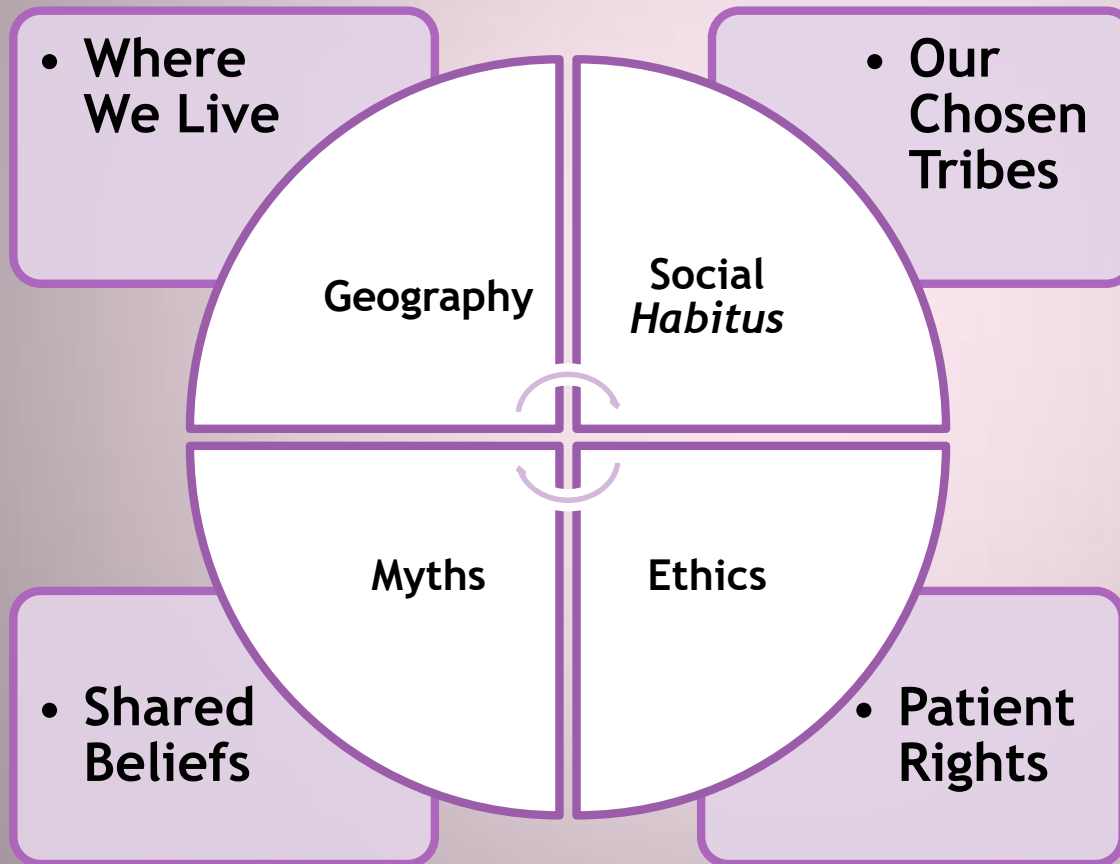 • Where
We Live
• Our
Chosen
Tribes
Geography
Social
Habitus
Myths
Ethics
• Shared
Beliefs
• Patient
Rights